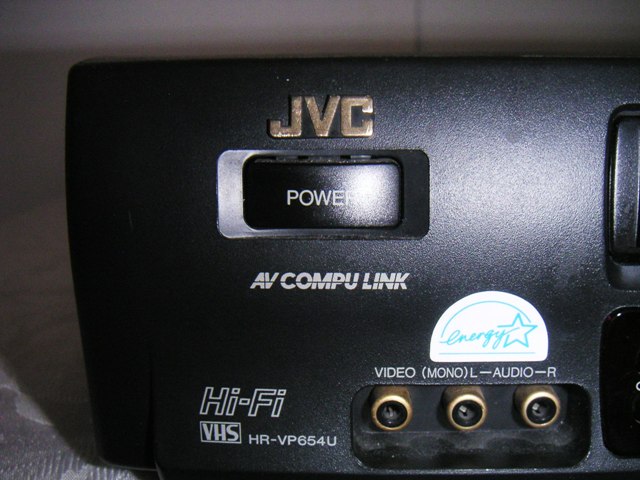 JVC
POWER
AV COMPU LINK
energy
VIDEO (MONO) L—AUDIO—R
Hi-Fi
VHS HR-VP654U